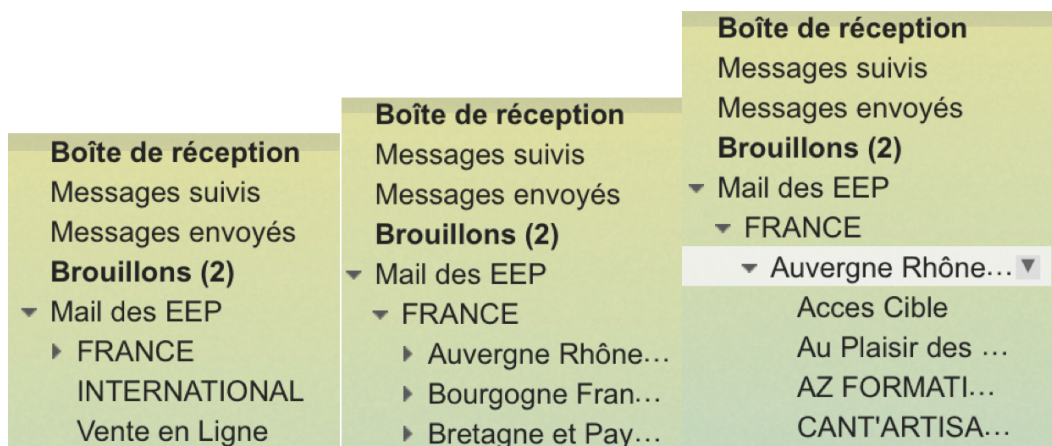 Boîte de réception
Messages suivis
Messages envoyés
Brouillons (2)
Mail des EEP
FRANCE
INTERNATIONAL
Vente en Ligne
Boîte de réception
Messages suivis
Messages envoyés
Brouillons (2)
Mail des EEP
FRANCE
Auvergne Rhône...
Bourgogne Fran...
Bretagne et Pay...
Boîte de réception
Messages suivis
Messages envoyés
Brouillons (2)
Mail des EEP
FRANCE
Auvergne Rhône...
Acces Cible
Au Plaisir des ...
AZ FORMATI...
CANT'ARTISA...